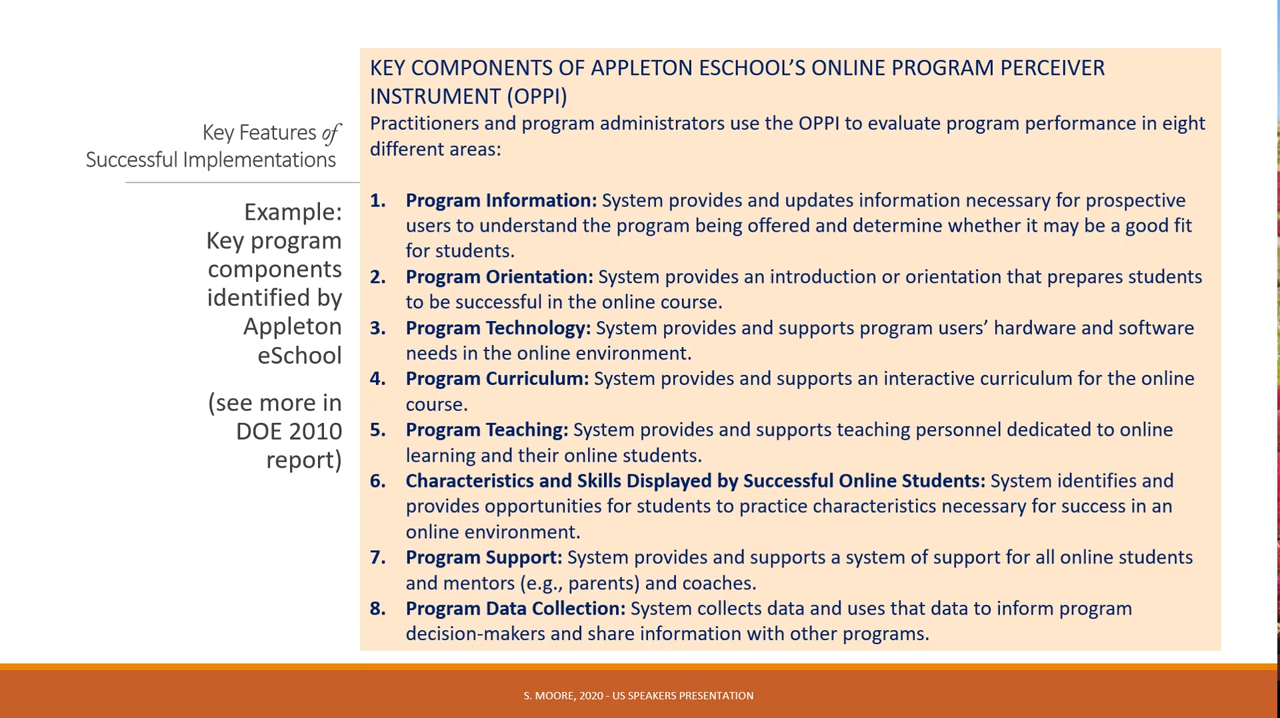 Key Features of
Successful Implementations
Example:
Key program
components
identified by
Appleton
eSchool
(see more in
DOE 2010
report)
KEY COMPONENTS OF APPLETON ESCHOOL’S ONLINE PROGRAM PERCEIVER
INSTRUMENT (OPPI)
Practitioners and program administrators use the OPPI to evaluate program performance in eight
different areas:
1. Program Information: System provides and updates information necessary for prospective
users to understand the program being offered and determine whether it may be a good fit
for students.
2. Program Orientation: System provides an introduction or orientation that prepares students
to be successful in the online course.
3. Program Technology: System provides and supports program users’ hardware and software
needs in the online environment.
4. Program Curriculum: System provides and supports an interactive curriculum for the online
course.
5. Program Teaching: System provides and supports teaching personnel dedicated to online
learning and their online students.
6. Characteristics and Skills Displayed by Successful Online Students: System identifies and
provides opportunities for students to practice characteristics necessary for success in an
online environment.
7. Program Support: System provides and supports a system of support for all online students
and mentors (e.g., parents) and coaches.
8. Program Data Collection: System collects data and uses that data to inform program
decision-makers and share information with other programs.
S. MOORE, 2020 - US SPEAKERS PRESENTATION